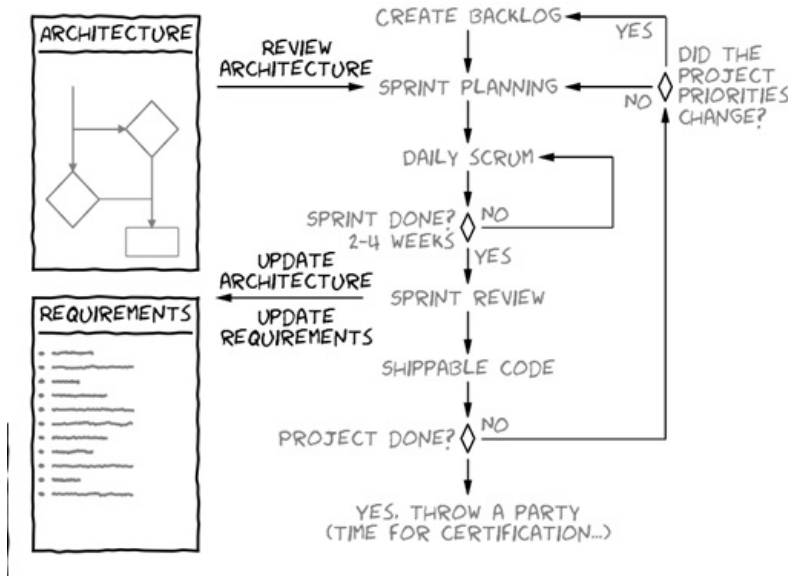 ARCHITECTURE
REVIEW
ARCHITECTURE
CREATE BACKLOG
YES
DID THE
PROJECT
PRIORITIES
CHANGE?
SPRINT PLANNING
NO
DAILY SCRUM
SPRINT DONE?
2-4 WEEKS
NO
YES
UPDATE
ARCHITECTURE
UPDATE
REQUIREMENTS
SPRINT REVIEW
REQUIREMENTS
SHIPPABLE CODE
PROJECT DONE?
NO
YES, THROW A PARTY
(TIME FOR CERTIFICATION...)